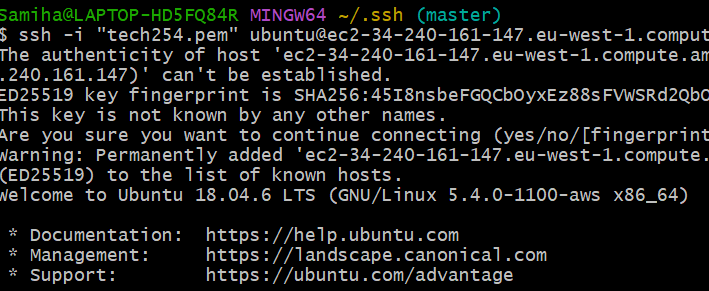 Samiha@LAPTOP-HD5FQ84R MINGW64 ~/.ssh (master)
$ ssh -i "tech254.pem" ubuntu@ec2-34-240-161-147.eu-west-1.comput
The authenticity of host 'ec2-34-240-161-147.eu-west-1.compute.am
.240.161.147)' can't be established.
ED25519 key fingerprint is SHA256:45I8nsbeFGQCbOyxEz88sFVWSRd2QbO
This key is not known by any other names.
Are you sure you want to continue connecting (yes/no/[fingerprint
Warning: Permanently added 'ec2-34-240-161-147.eu-west-1.compute.
(ED25519) to the list of known hosts.
Welcome to Ubuntu 18.04.6 LTS (GNU/Linux 5.4.0-1100-aws x86_64)
* Documentation: https://help.ubuntu.com
* Management: https://landscape.canonical.com
* Support: https://ubuntu.com/advantage